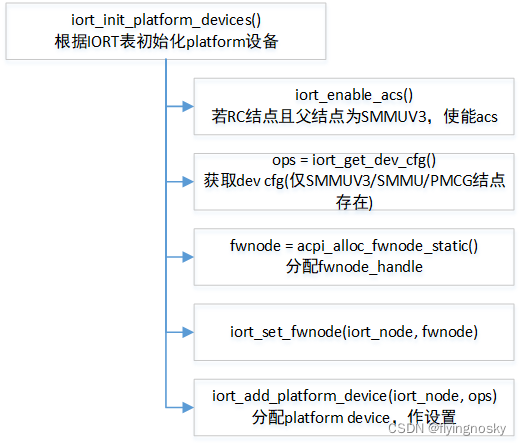 iort_init_platform_devices()
根据IORT表初始化platform设备
iort_enable_acs()
若RC结点且父结点为SMMUV3，使能acs
ops = iort_get_dev_cfg()
获取dev cfg(仅SMMUV3/SMMU/PMCG结点
存在)
fwnode = acpi_alloc_fwnode_static()
分配fwnode_handle
iort_set_fwnode(iort_node, fwnode)
iort_add_platform_device(iort_node, ops)
分配platform device，作设置
CSDN @flyingnosky